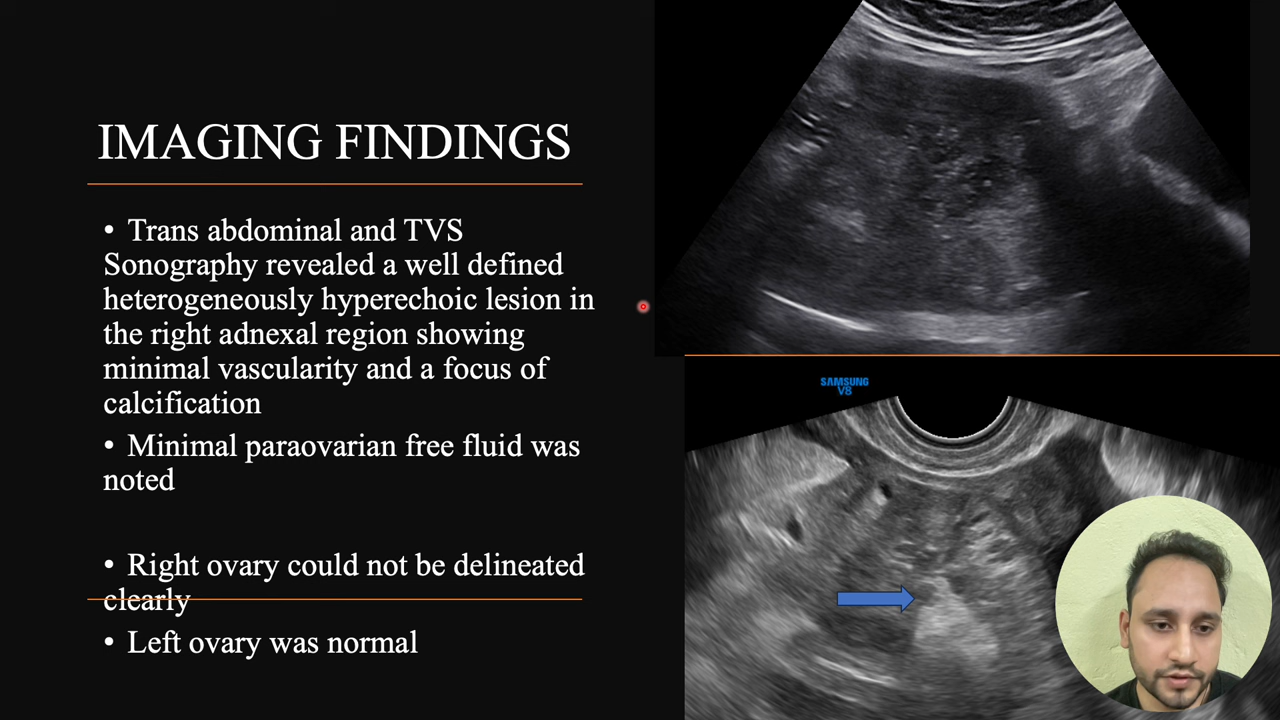 IMAGING FINDINGS
• Trans abdominal and TVS
Sonography revealed a well defined
heterogeneously hyperechoic lesion in
the right adnexal region showing
minimal vascularity and a focus of
calcification
• Minimal paraovarian free fluid was
noted
• Right ovary could not be delineated
clearly
• Left ovary was normal
SAMSUNG
V8